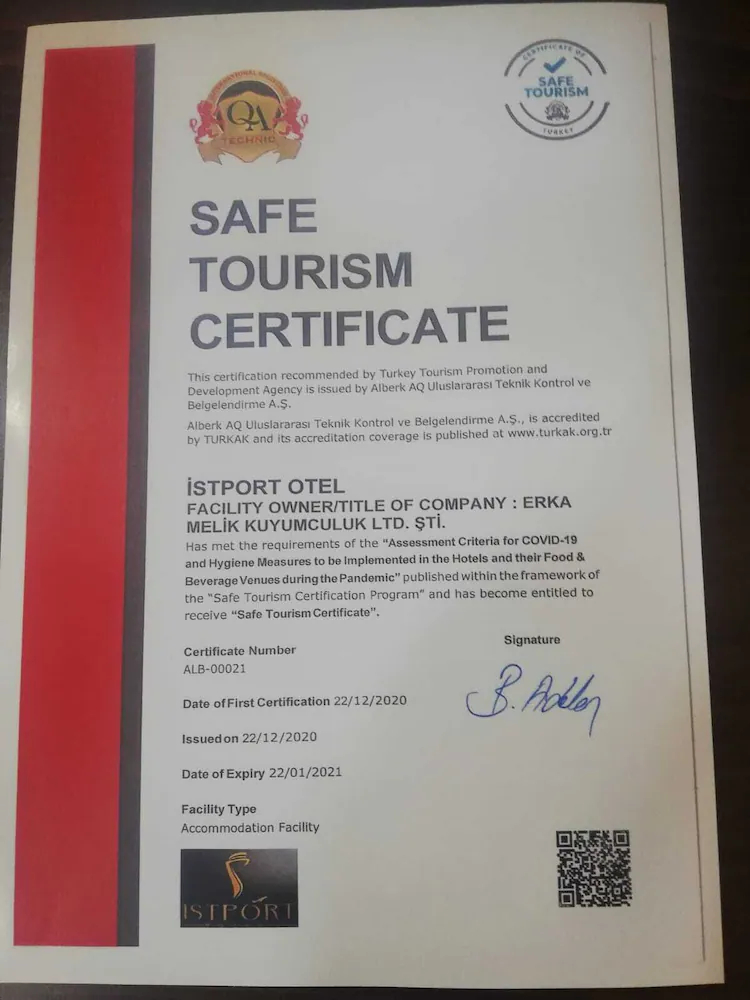 INTERNATIONAL REGISTRAR
QA
TECHNIC
CERTIFICATE OF
SAFE
TOURISM
TURKEY
SAFE
TOURISM
CERTIFICATE
This certification recommended by Turkey Tourism Promotion and
Development Agency is issued by Alberk AQ Uluslararası Teknik Kontrol ve
Belgelendirme A.Ş.
Alberk AQ Uluslararası Teknik Kontrol ve Belgelendirme A.Ş., is accredited
by TURKAK and its accreditation coverage is published at www.turkak.org.tr
İSTPORT OTEL
FACILITY OWNER/TITLE OF COMPANY : ERKA
MELİK KUYUMCULUK LTD. ŞTİ.
Has met the requirements of the “Assessment Criteria for COVID-19
and Hygiene Measures to be Implemented in the Hotels and their Food &
Beverage Venues during the Pandemic” published within the framework of
the “Safe Tourism Certification Program” and has become entitled to
receive “Safe Tourism Certificate”.
Signature
Certificate Number
ALB-00021
Date of First Certification 22/12/2020
Issued on 22/12/2020
Date of Expiry 22/01/2021
Facility Type
Accommodation Facility
ISTPORT